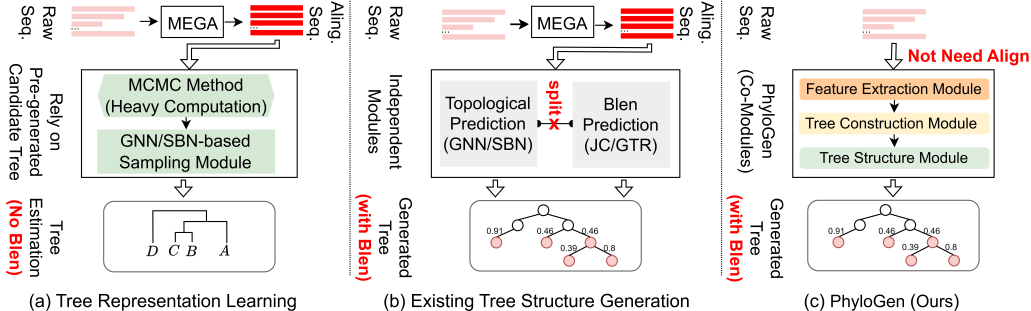 Raw
Seq.
...
MEGA
...
Aling.
Seq.
Rely on
Pre-generated
Candidate Tree
MCMC Method
(Heavy Computation)
GNN/SBN-based
Sampling Module
Tree
Estimation
(No Blen)
D C B A
(a) Tree Representation Learning
Raw
Seq.
...
MEGA
...
Aling.
Seq.
Independent
Modules
Topological
Prediction
(GNN/SBN)
split
x
Blen
Prediction
(JC/GTR)
Generated
Tree
(with Blen)
0.91 0.46 0.46
0.39 0.8
(b) Existing Tree Structure Generation
Raw
Seq.
...
Not Need Align
PhyloGen
(Co-Modules)
Feature Extraction Module
Tree Construction Module
Tree Structure Module
Generated
Tree
(with Blen)
0.91 0.46 0.46
0.39 0.8
(c) PhyloGen (Ours)